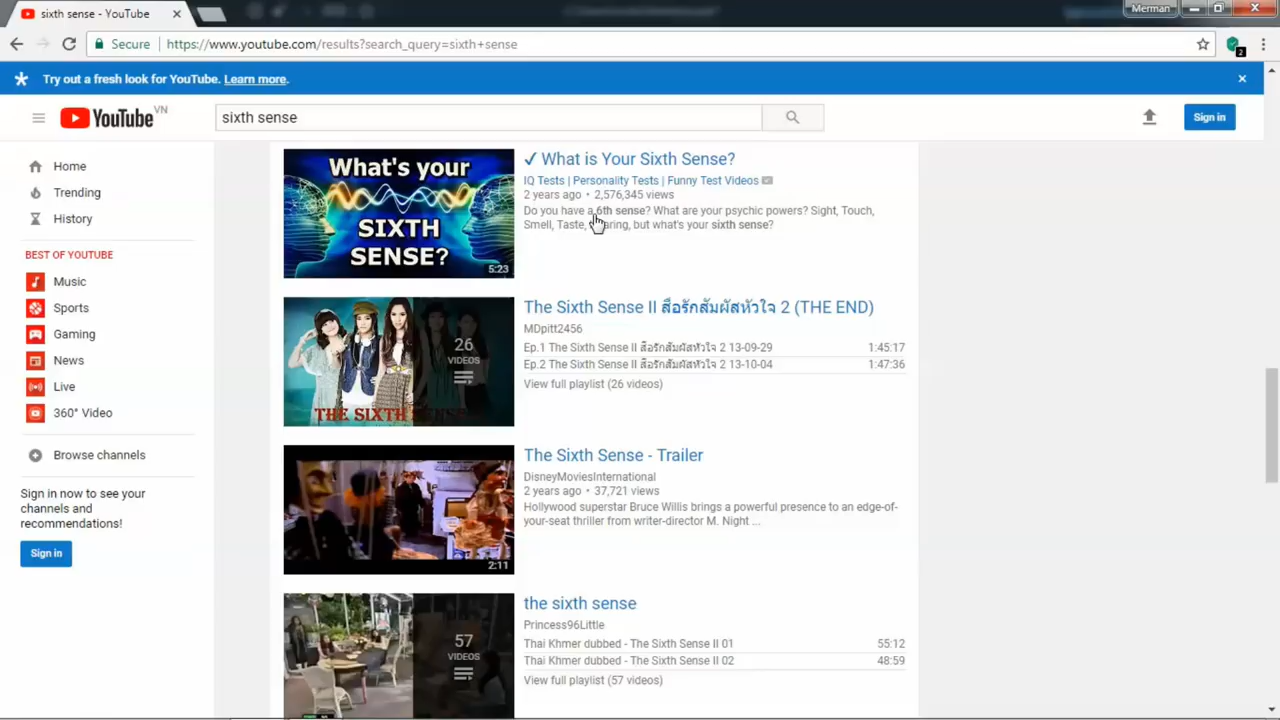 sixth sense - YouTube
Merman
Secure
https://www.youtube.com/results?search_query=sixth+sense
2
Try out a fresh look for YouTube. Learn more.
YouTube VN
sixth sense
Sign in
Home
Trending
History
BEST OF YOUTUBE
Music
Sports
Gaming
News
Live
360° Video
Browse channels
Sign in now to see your
channels and
recommendations!
Sign in
What's your
SIXTH
SENSE?
5:23
✓ What is Your Sixth Sense?
IQ Tests | Personality Tests | Funny Test Videos
2 years ago • 2,576,345 views
Do you have a 6th sense? What are your psychic powers? Sight, Touch,
Smell, Taste, but what's your sixth sense?
26
VIDEOS
THE SIXTH SENSE
The Sixth Sense II สื่อรักสัมผัสหัวใจ 2 (THE END)
MDpitt2456
Ep.1 The Sixth Sense II สื่อรักสัมผัสหัวใจ 2 13-09-29 1:45:17
Ep.2 The Sixth Sense II สื่อรักสัมผัสหัวใจ 2 13-10-04 1:47:36
View full playlist (26 videos)
2:11
The Sixth Sense - Trailer
DisneyMoviesInternational
2 years ago • 37,721 views
Hollywood superstar Bruce Willis brings a powerful presence to an edge-of-
your-seat thriller from writer-director M. Night ...
57
VIDEOS
the sixth sense
Princess96Little
Thai Khmer dubbed - The Sixth Sense II 01 55:12
Thai Khmer dubbed - The Sixth Sense II 02 48:59
View full playlist (57 videos)